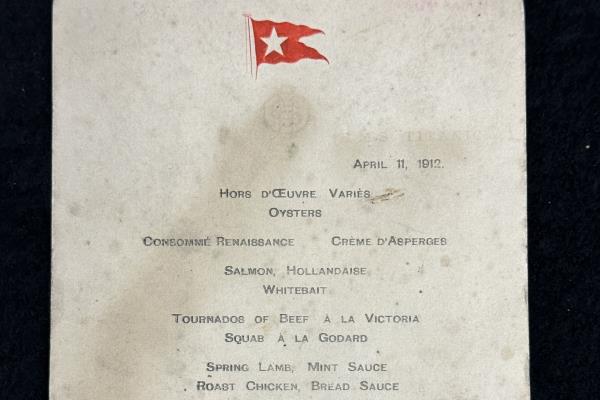 April 11, 1912.
Hors d'Œuvre Variès
Oysters
Consommé Renaissance Crème d'Asperges
Salmon, Hollandaise
Whitebait
Tournados of Beef à la Victoria
Squab à la Godard
Spring Lamb, Mint Sauce
Roast Chicken, Bread Sauce